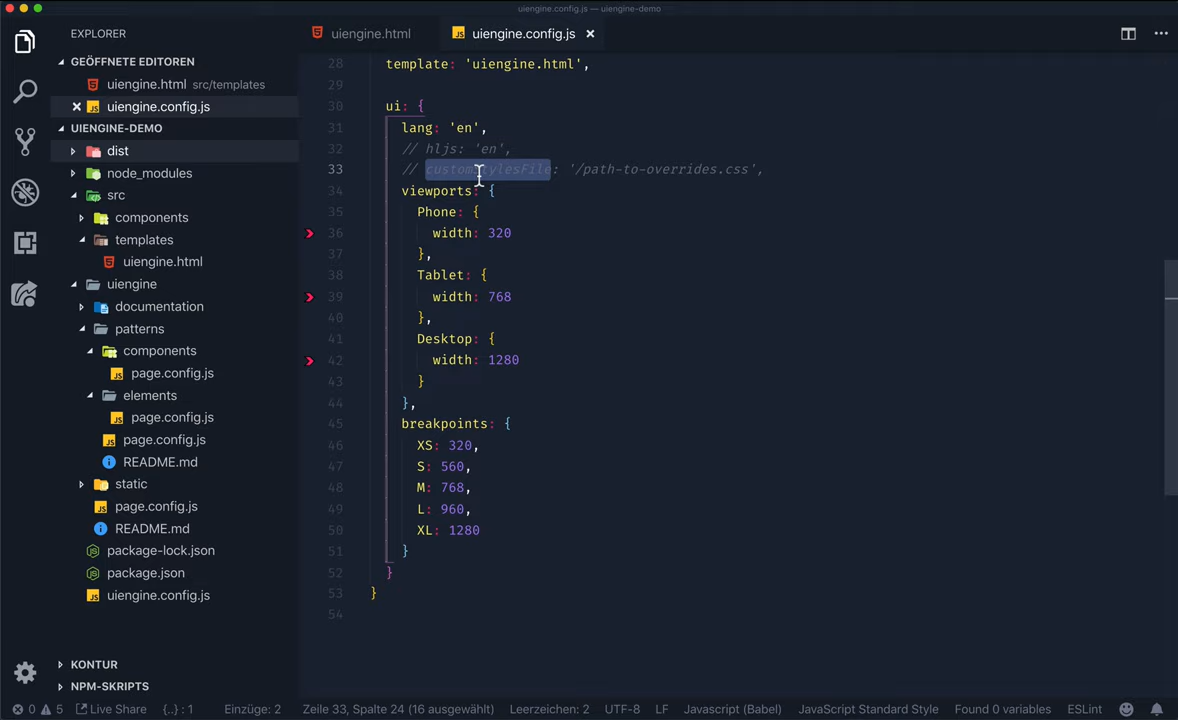 uiengine.config.js — uiengine-demo
EXPLORER
GEÖFFNETE EDITOREN
uiengine.html src/templates
uiengine.config.js
UIENGINE-DEMO
dist
node_modules
src
components
templates
uiengine.html
uiengine
documentation
patterns
components
page.config.js
elements
page.config.js
page.config.js
README.md
static
page.config.js
README.md
package-lock.json
package.json
uiengine.config.js
KONTUR
NPM-SKRIPTS
uiengine.html
uiengine.config.js
28 template: 'uiengine.html',
29
30 ui: {
31 lang: 'en',
32 // hljs: 'en',
33 // customStylesFile: '/path-to-overrides.css',
34 viewports: {
35 Phone: {
36 width: 320
37 },
38 Tablet: {
39 width: 768
40 },
41 Desktop: {
42 width: 1280
43 }
44 },
45 breakpoints: {
46 XS: 320,
47 S: 560,
48 M: 768,
49 L: 960,
50 XL: 1280
51 }
52 }
53 }
54
0 5 Live Share {..} : 1 Einzüge: 2 Zeile 33, Spalte 24 (16 ausgewählt) Leerzeichen: 2 UTF-8 LF Javascript (Babel) JavaScript Standard Style Found 0 variables ESLint